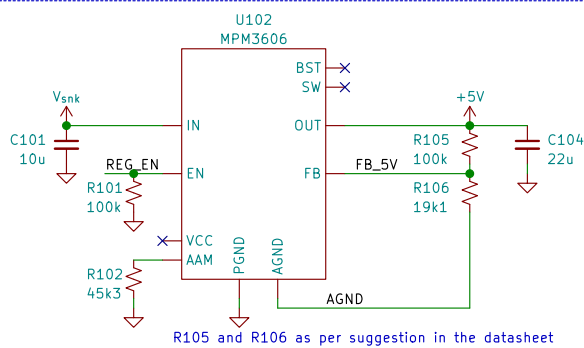 U102
MPM3606
BST
SW
Vsnk
+5V
IN
OUT
C101
10u
R105
100k
C104
22u
REG_EN
EN
FB
FB_5V
R101
100k
R106
19k1
VCC
AAM
PGND
AGND
R102
45k3
AGND
R105 and R106 as per suggestion in the datasheet